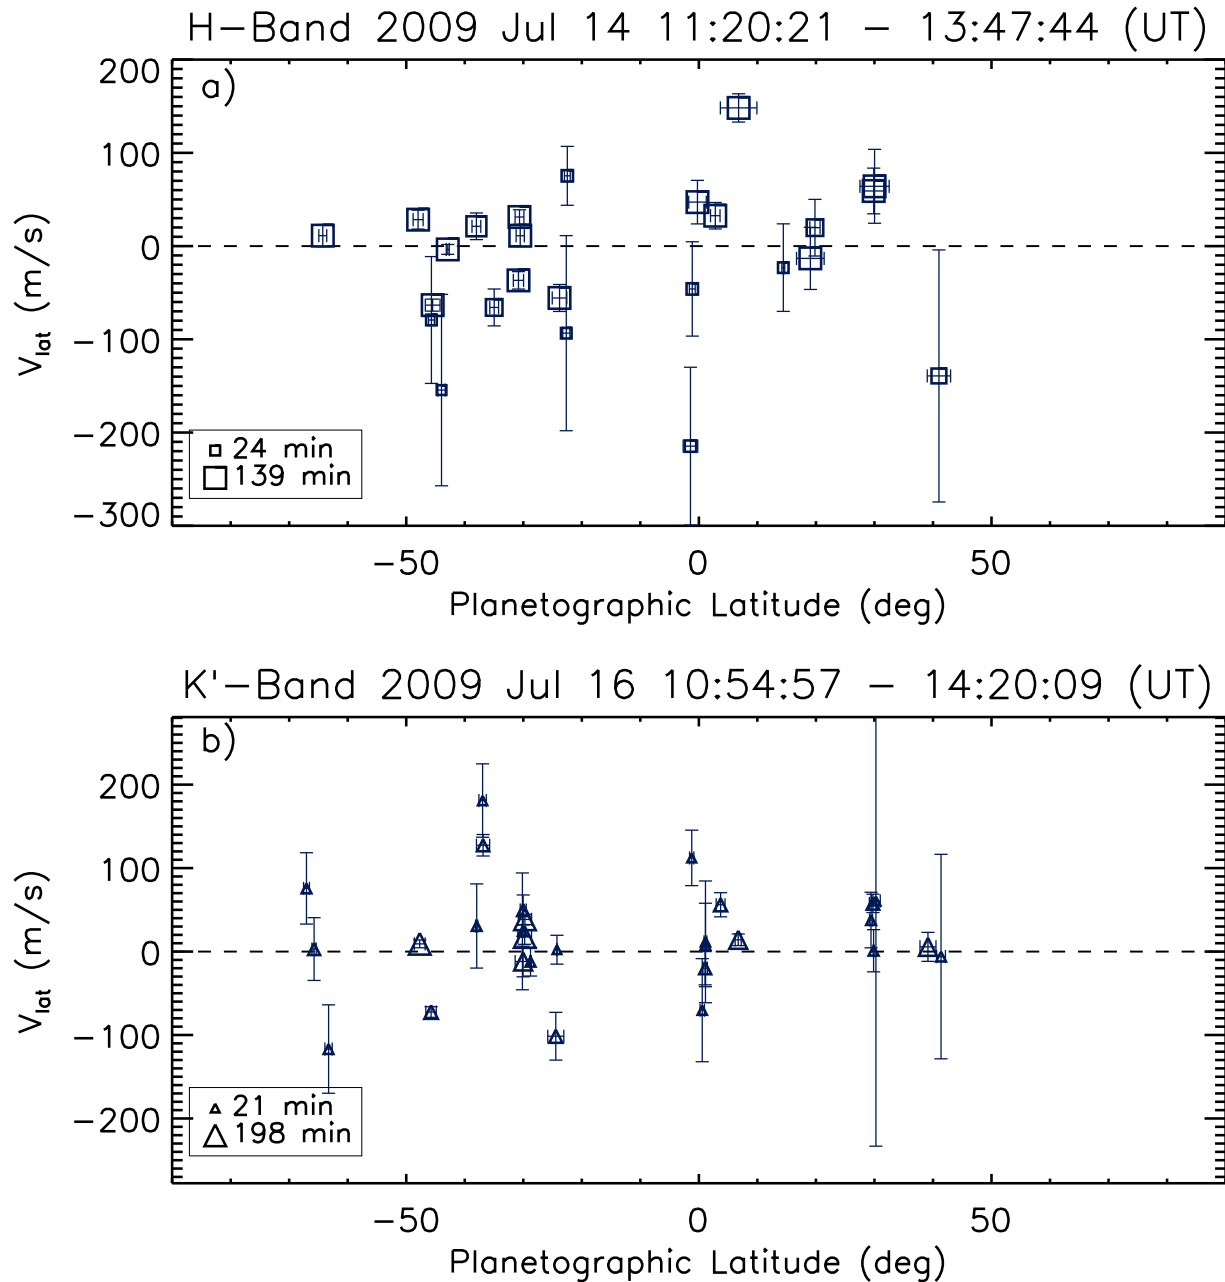 H-Band 2009 Jul 14 11:20:21 - 13:47:44 (UT)
a)
200
100
0
-100
-200
-300
V_lat (m/s)
24 min
139 min
-50 0 50
Planetographic Latitude (deg)
K'-Band 2009 Jul 16 10:54:57 - 14:20:09 (UT)
b)
200
100
0
-100
-200
V_lat (m/s)
21 min
198 min
-50 0 50
Planetographic Latitude (deg)